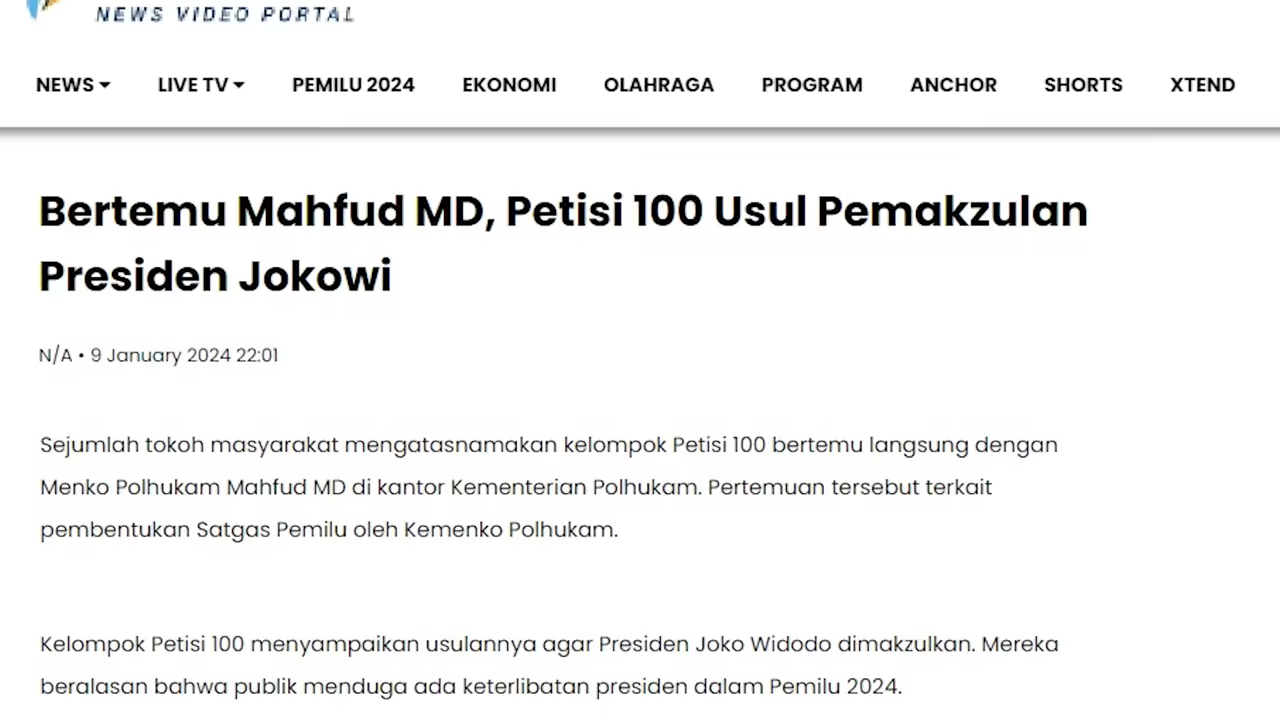 NEWS VIDEO PORTAL
NEWS LIVE TV PEMILU 2024 EKONOMI OLAHRAGA PROGRAM ANCHOR SHORTS XTEND
Bertemu Mahfud MD, Petisi 100 Usul Pemakzulan
Presiden Jokowi
N/A • 9 January 2024 22:01
Sejumlah tokoh masyarakat mengatasnamakan kelompok Petisi 100 bertemu langsung dengan
Menko Polhukam Mahfud MD di kantor Kementerian Polhukam. Pertemuan tersebut terkait
pembentukan Satgas Pemilu oleh Kemenko Polhukam.
Kelompok Petisi 100 menyampaikan usulannya agar Presiden Joko Widodo dimakzulkan. Mereka
beralasan bahwa publik menduga ada keterlibatan presiden dalam Pemilu 2024.